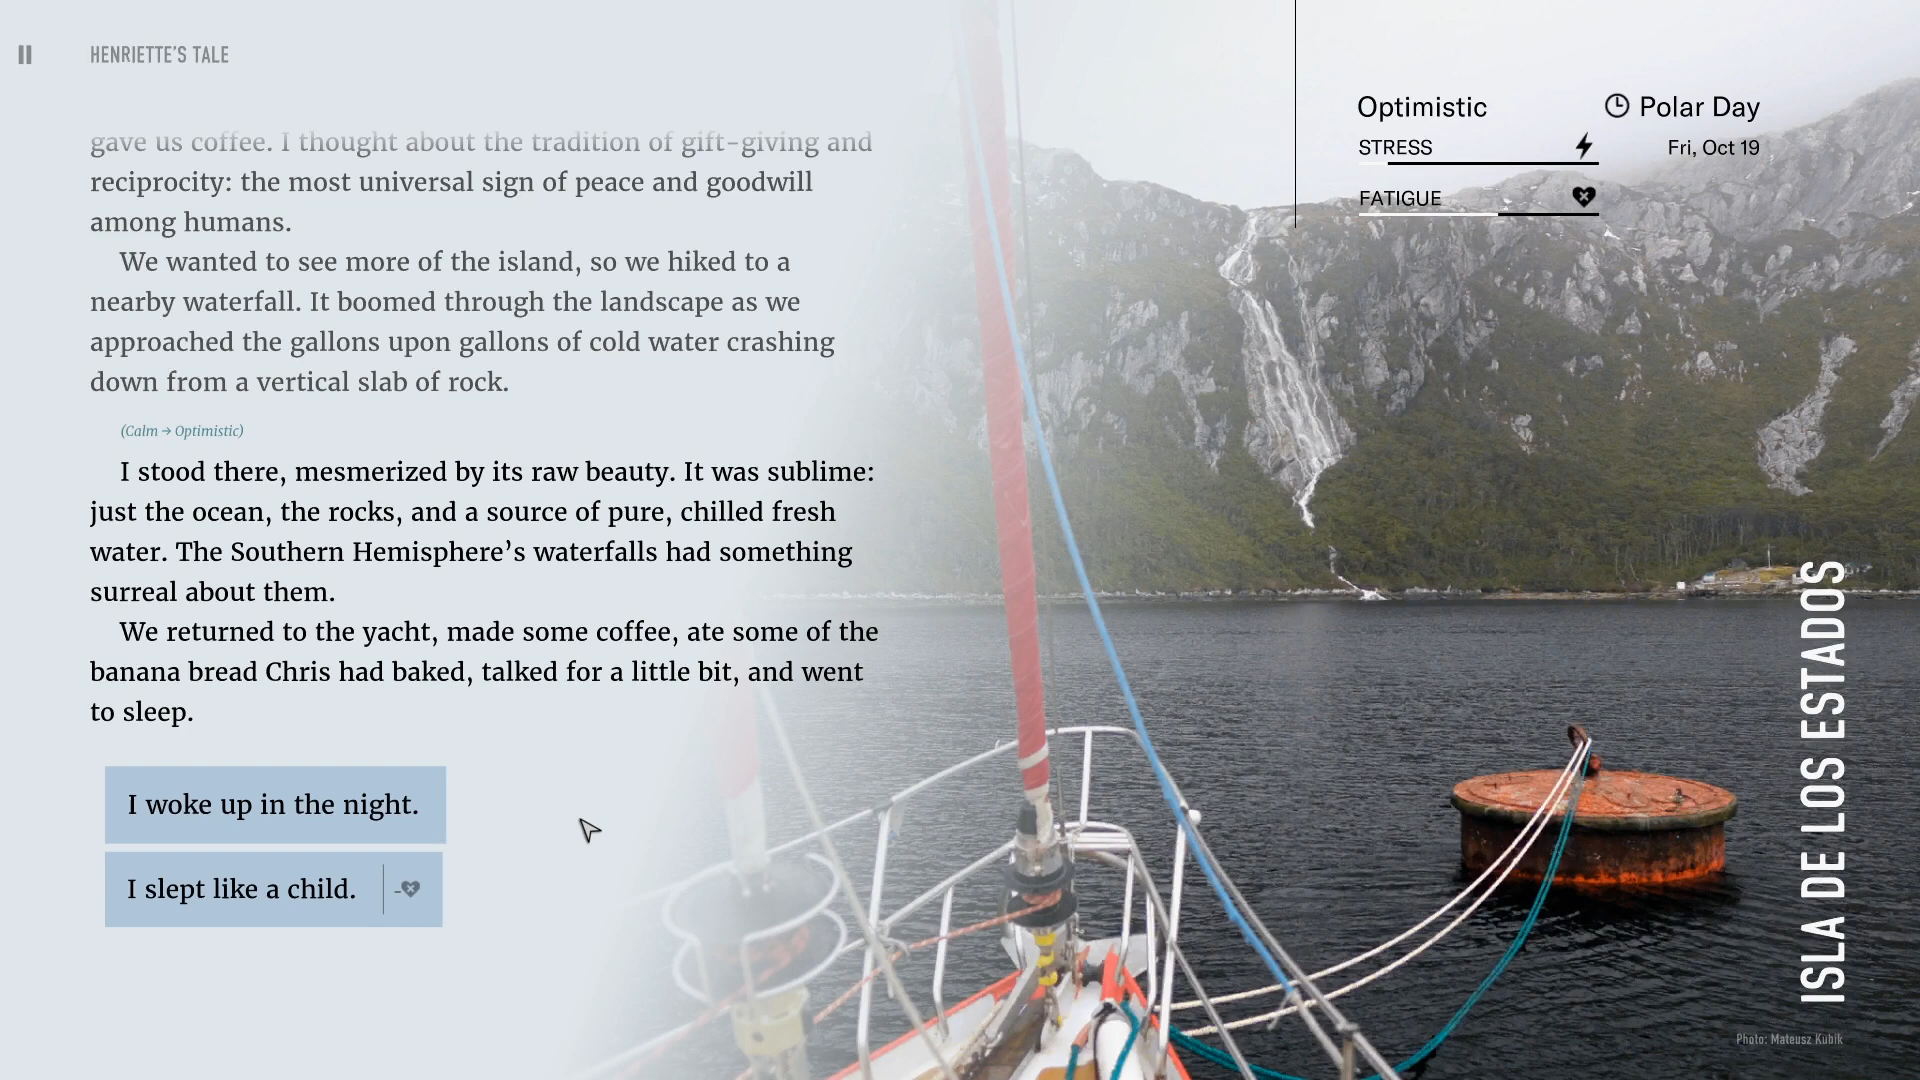 HENRIETTE'S TALE
gave us coffee. I thought about the tradition of gift-giving and
reciprocity: the most universal sign of peace and goodwill
among humans.
We wanted to see more of the island, so we hiked to a
nearby waterfall. It boomed through the landscape as we
approached the gallons upon gallons of cold water crashing
down from a vertical slab of rock.
(Calm → Optimistic)
I stood there, mesmerized by its raw beauty. It was sublime:
just the ocean, the rocks, and a source of pure, chilled fresh
water. The Southern Hemisphere’s waterfalls had something
surreal about them.
We returned to the yacht, made some coffee, ate some of the
banana bread Chris had baked, talked for a little bit, and went
to sleep.
I woke up in the night.
I slept like a child.
Optimistic
Polar Day
STRESS
Fri, Oct 19
FATIGUE
ISLA DE LOS ESTADOS
Photo: Mateusz Kubik